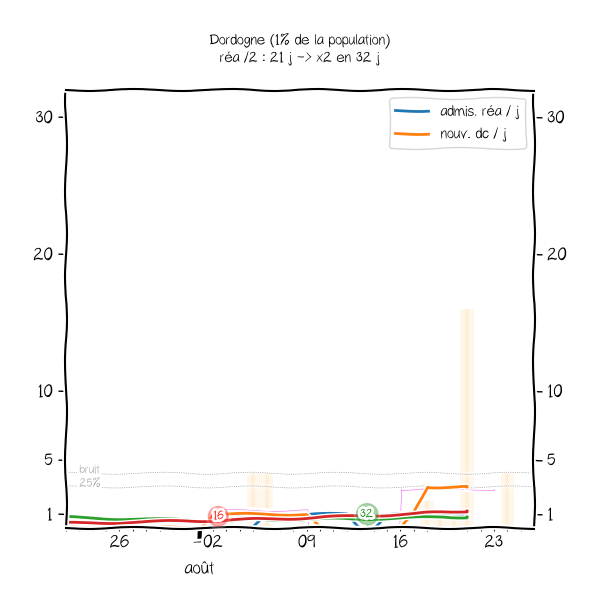 Dordogne (1% de la population)
réa /2 : 21 j -> x2 en 32 j
admis. réa / j
nouv. dc / j
30 30
20 20
10 10
5 5
bruit
25%
1 16 32 1
26 02 09 16 23
août